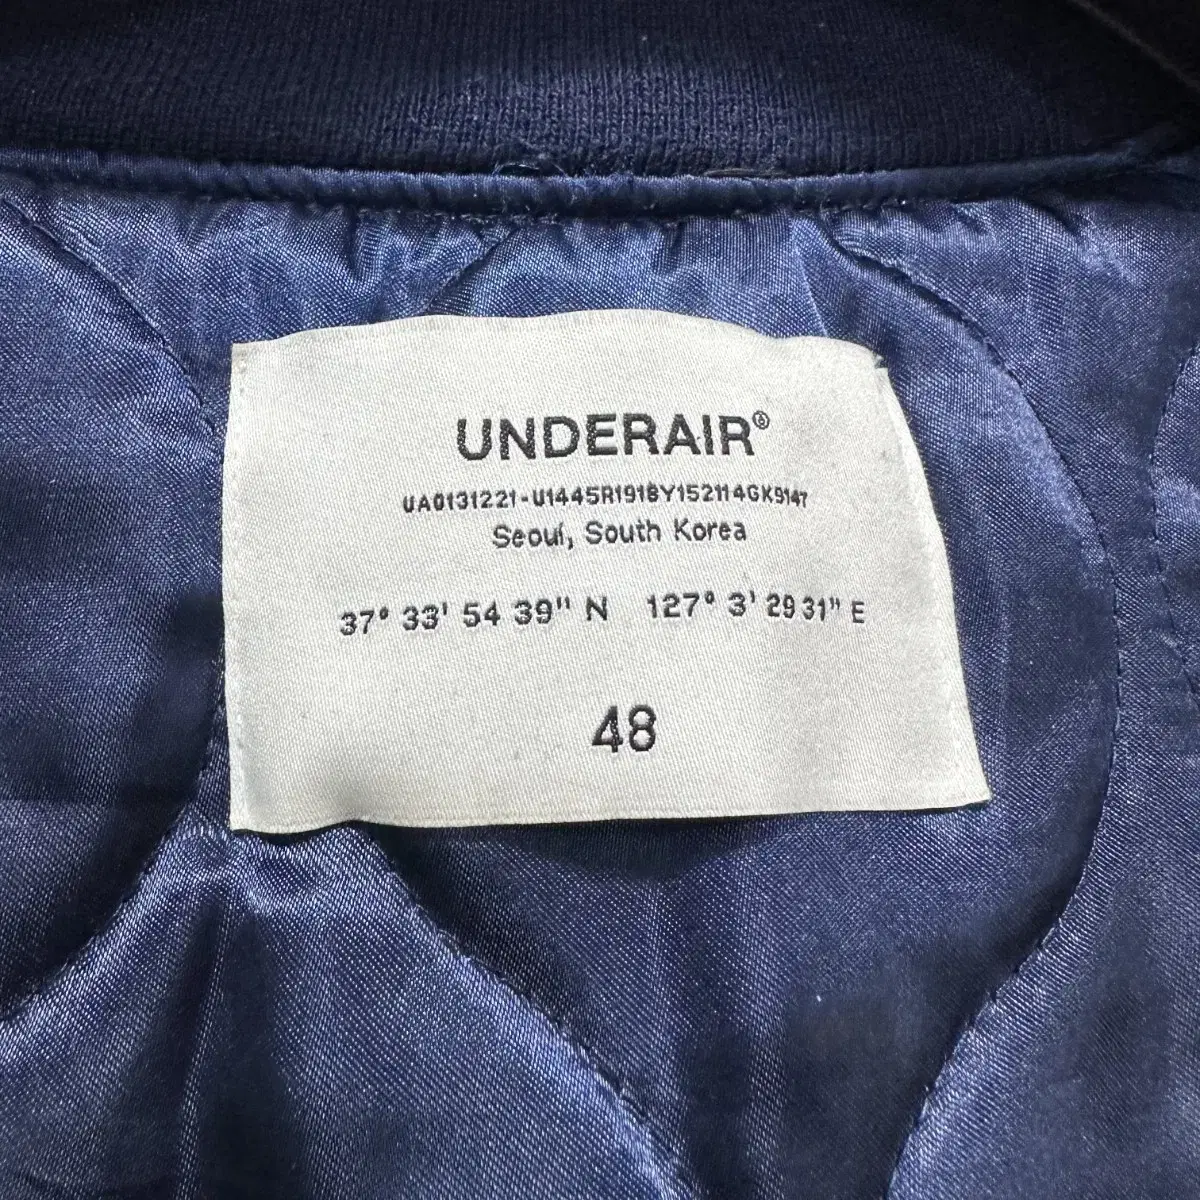 UNDERAIR®
UA0131221-U1445R1918Y152114GK9147
Seoul, South Korea
37° 33' 54 39" N 127° 3' 29 31" E
48